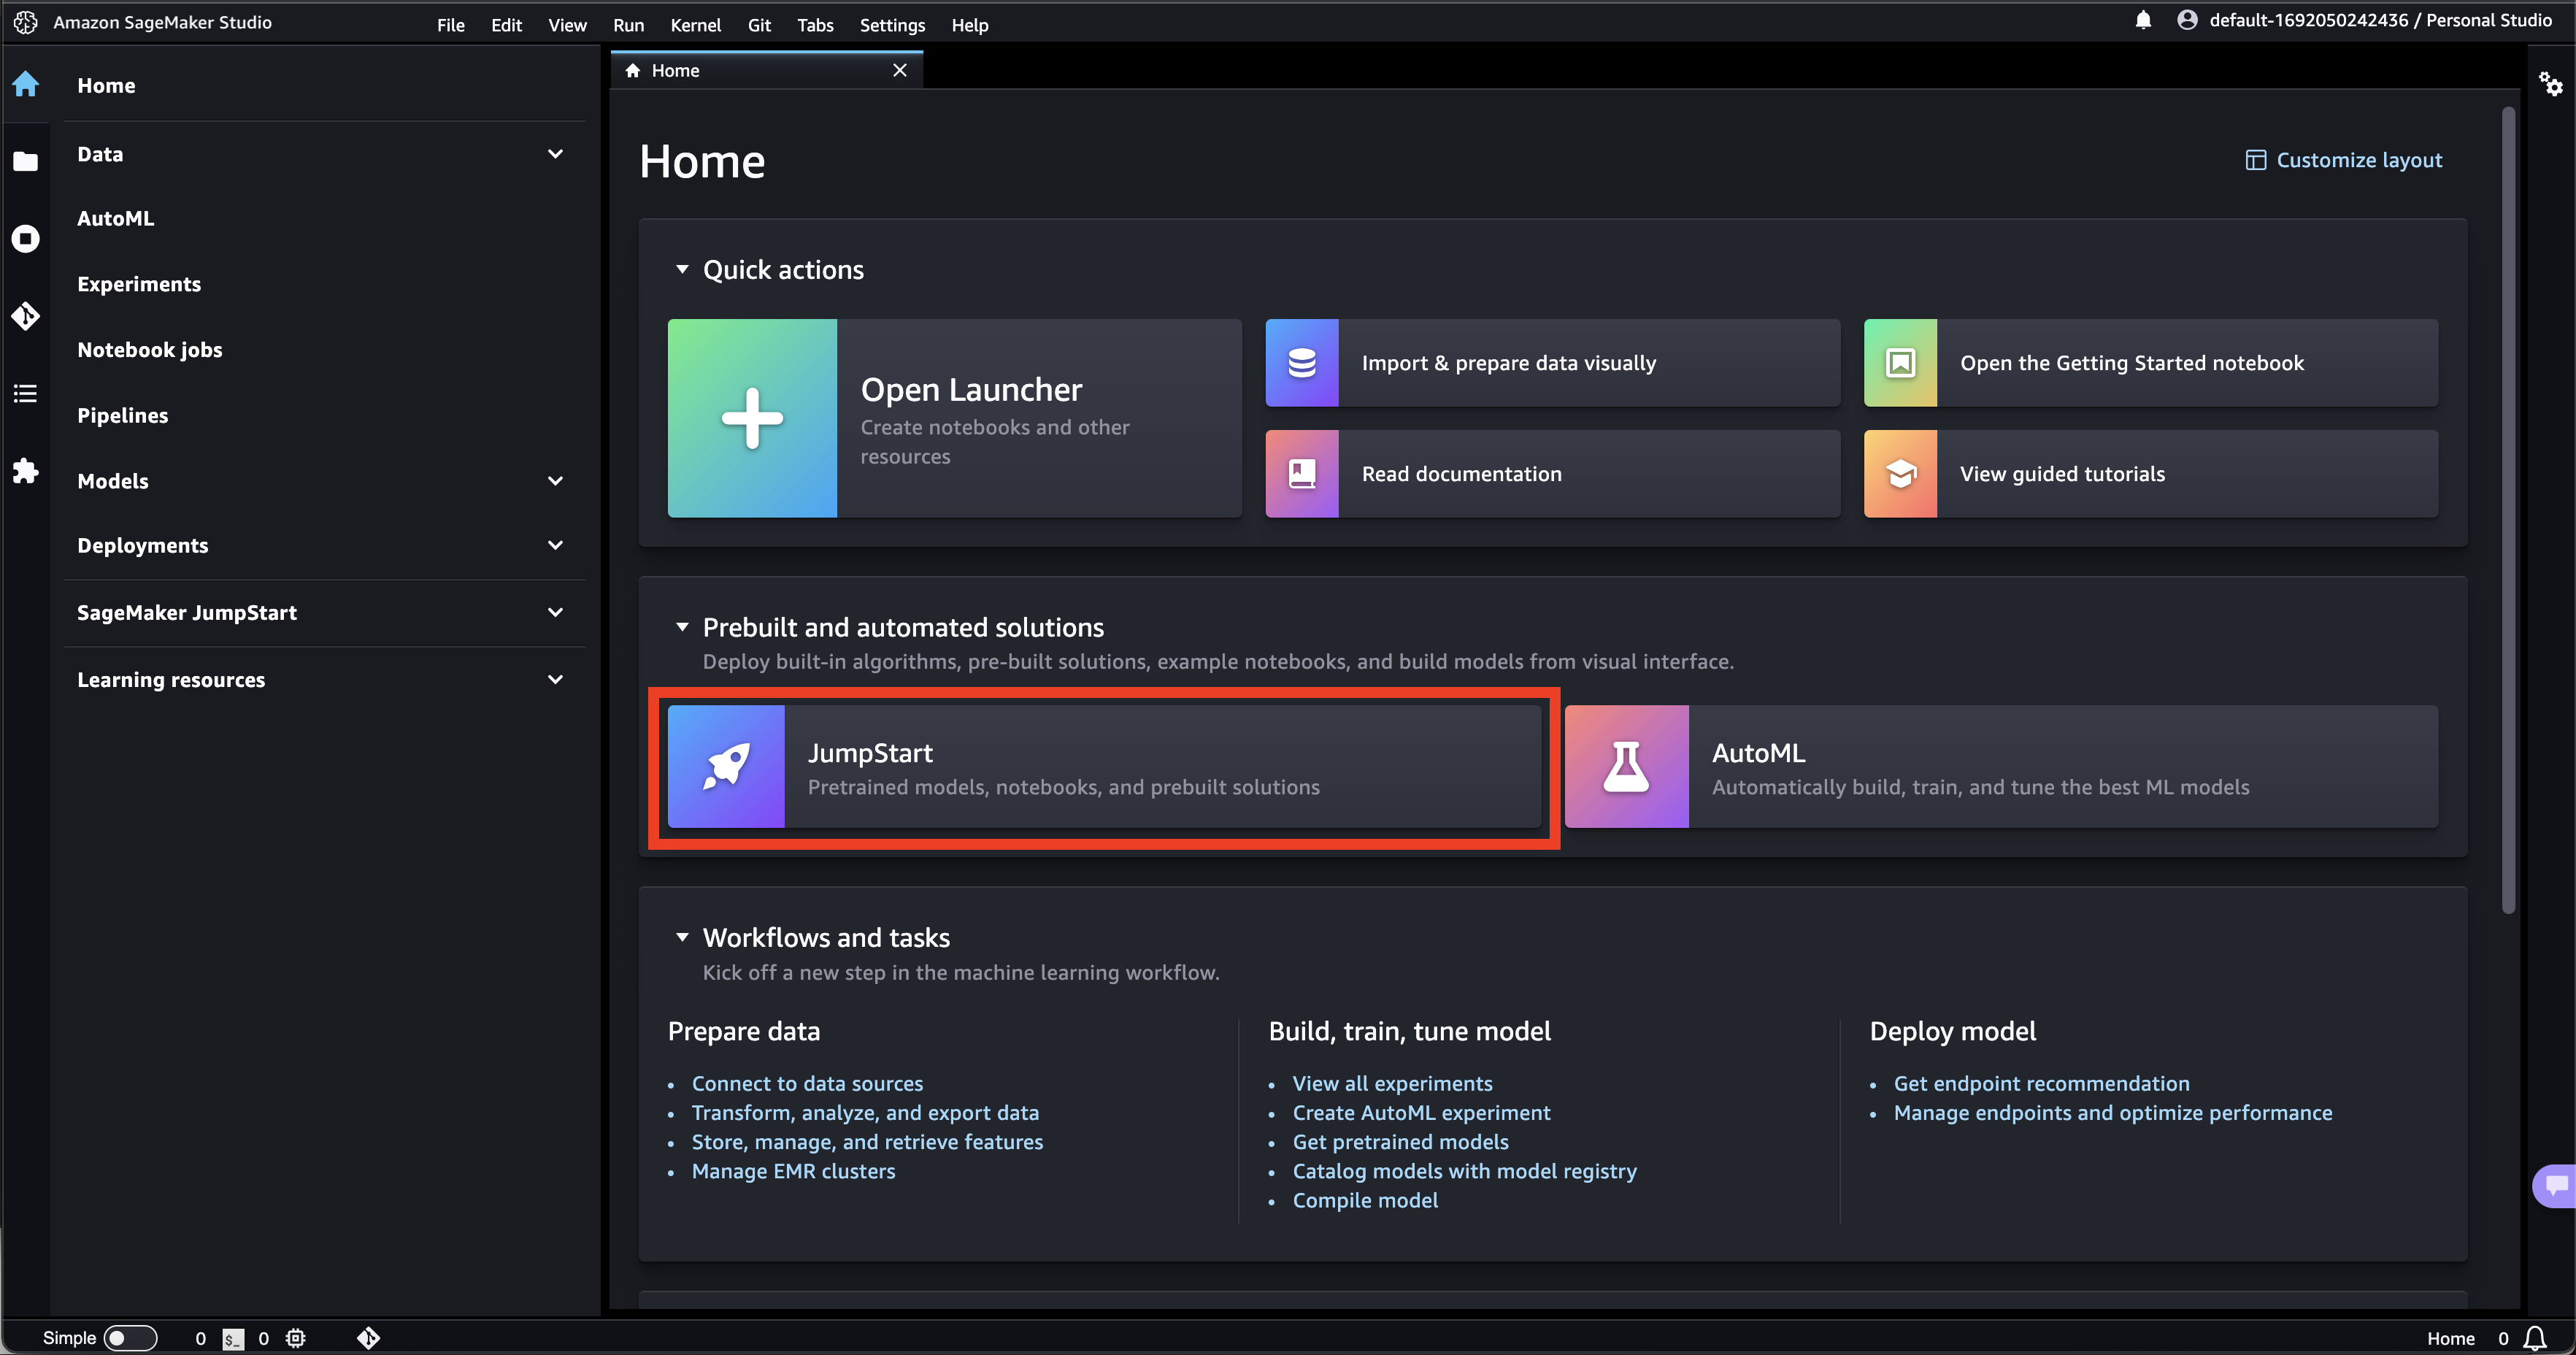 Amazon SageMaker Studio
File Edit View Run Kernel Git Tabs Settings Help
default-1692050242436 / Personal Studio
Home
Data
AutoML
Experiments
Notebook jobs
Pipelines
Models
Deployments
SageMaker JumpStart
Learning resources
Home
Home
Customize layout
Quick actions
Open Launcher
Create notebooks and other
resources
Import & prepare data visually
Open the Getting Started notebook
Read documentation
View guided tutorials
Prebuilt and automated solutions
Deploy built-in algorithms, pre-built solutions, example notebooks, and build models from visual interface.
JumpStart
Pretrained models, notebooks, and prebuilt solutions
AutoML
Automatically build, train, and tune the best ML models
Workflows and tasks
Kick off a new step in the machine learning workflow.
Prepare data
Connect to data sources
Transform, analyze, and export data
Store, manage, and retrieve features
Manage EMR clusters
Build, train, tune model
View all experiments
Create AutoML experiment
Get pretrained models
Catalog models with model registry
Compile model
Deploy model
Get endpoint recommendation
Manage endpoints and optimize performance
Simple 0 $_ 0
Home 0